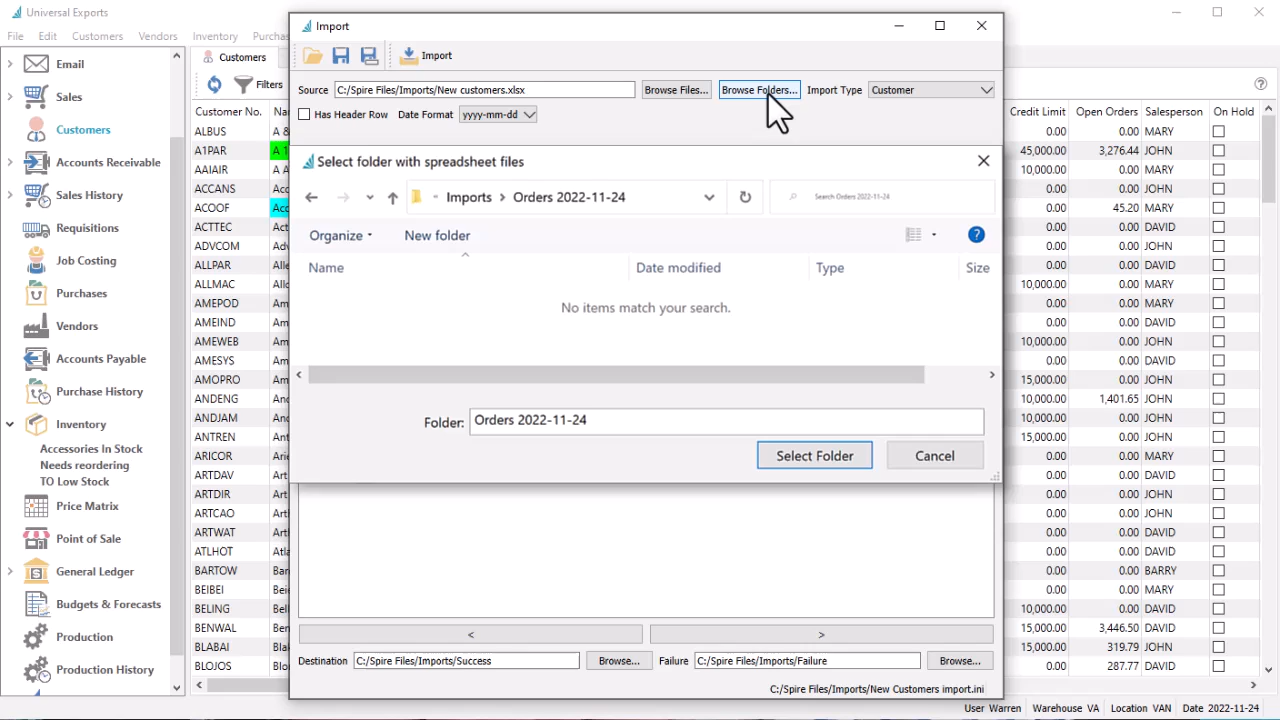 Universal Exports
File Edit Customers Vendors Inventory Purchas
Email
Sales
Customers
Accounts Receivable
Sales History
Requisitions
Job Costing
Purchases
Vendors
Accounts Payable
Purchase History
Inventory
Accessories In Stock
Needs reordering
TO Low Stock
Price Matrix
Point of Sale
General Ledger
Budgets & Forecasts
Production
Production History
Customers
Filters
Customer No. Na
ALBUS A &
A1PAR A 1
AAIAIR A A
ACCANS Acc
ACOOF Acc
ACTTEC Act
ADVCOM Adv
ALLPAR Alle
ALLMAC Allo
AMEPOD Am
AMEIND Am
AMEWEB Am
AMESYS Am
AMOPRO Am
ANDENG An
ANDJAM An
ANTREN An
ARICOR Ari
ARTDAV Art
ARTDIR Art
ARTCAO Art
ARTWAT Art
ATLHOT Atla
BARTOW Bar
BEIBEI Bei
BELING Bell
BENWAL Ben
BLABAI Blai
BLOJOS Bla
Import
Import
Source C:/Spire Files/Imports/New customers.xlsx Browse Files... Browse Folders... Import Type Customer
Has Header Row Date Format yyyy-mm-dd
Select folder with spreadsheet files
Imports > Orders 2022-11-24 Search Orders 2022-11-24
Organize New folder ?
Name Date modified Type Size
No items match your search.
Folder: Orders 2022-11-24
Select Folder Cancel
< >
Destination C:/Spire Files/Imports/Success Browse... Failure C:/Spire Files/Imports/Failure Browse...
C:/Spire Files/Imports/New Customers import.ini
Credit Limit Open Orders Salesperson On Hold
0.00 0.00 MARY
45,000.00 3,276.44 JOHN
10,000.00 0.00 MARY
0.00 0.00 JOHN
0.00 45.20 MARY
0.00 0.00 DAVID
0.00 0.00 JOHN
0.00 0.00 DAVID
10,000.00 0.00 MARY
0.00 0.00 MARY
0.00 0.00 DAVID
10,000.00 0.00 JOHN
0.00 0.00 DAVID
15,000.00 0.00 JOHN
10,000.00 1,401.65 JOHN
10,000.00 0.00 JOHN
15,000.00 0.00 JOHN
0.00 0.00 MARY
0.00 0.00 DAVID
0.00 0.00 JOHN
0.00 0.00 JOHN
0.00 0.00 DAVID
0.00 0.00 DAVID
0.00 0.00 BARRY
0.00 0.00 MARY
10,000.00 0.00 DAVID
15,000.00 3,446.50 JOHN
15,000.00 319.79 JOHN
0.00 287.77 DAVID
User Warren Warehouse VA Location VAN Date 2022-11-24